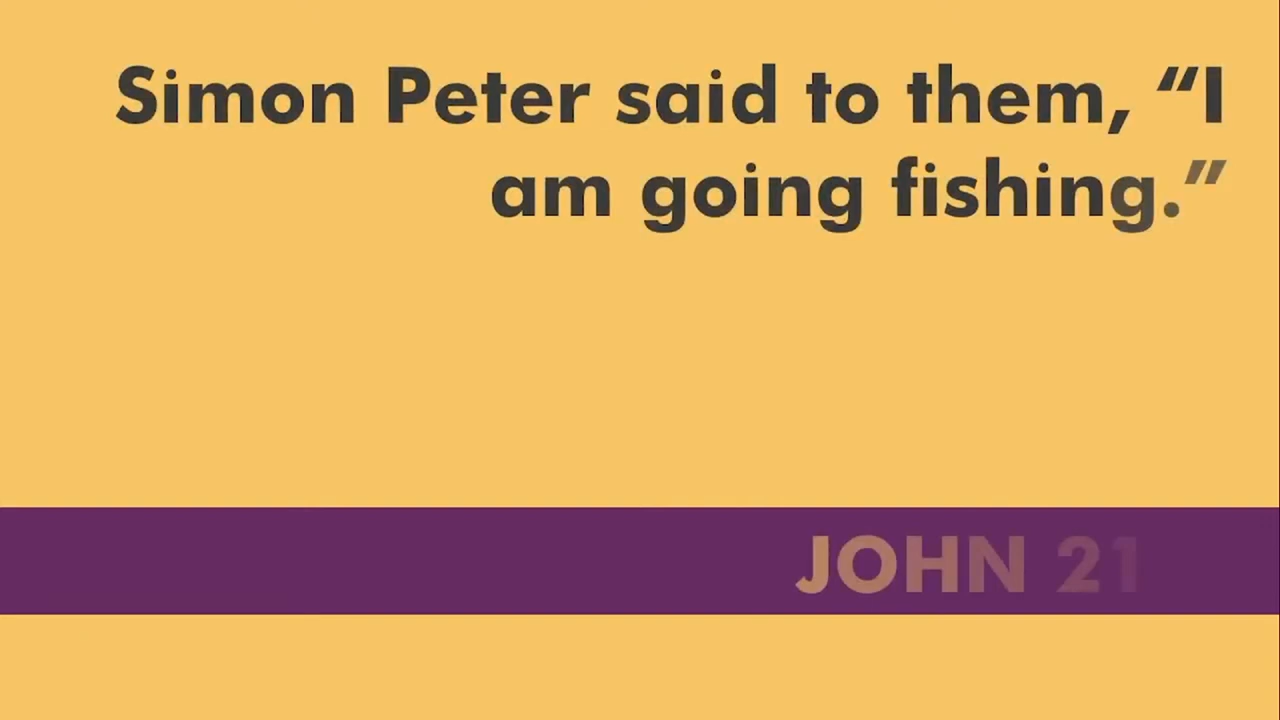 Simon Peter said to them, “I
am going fishing.”
JOHN 21